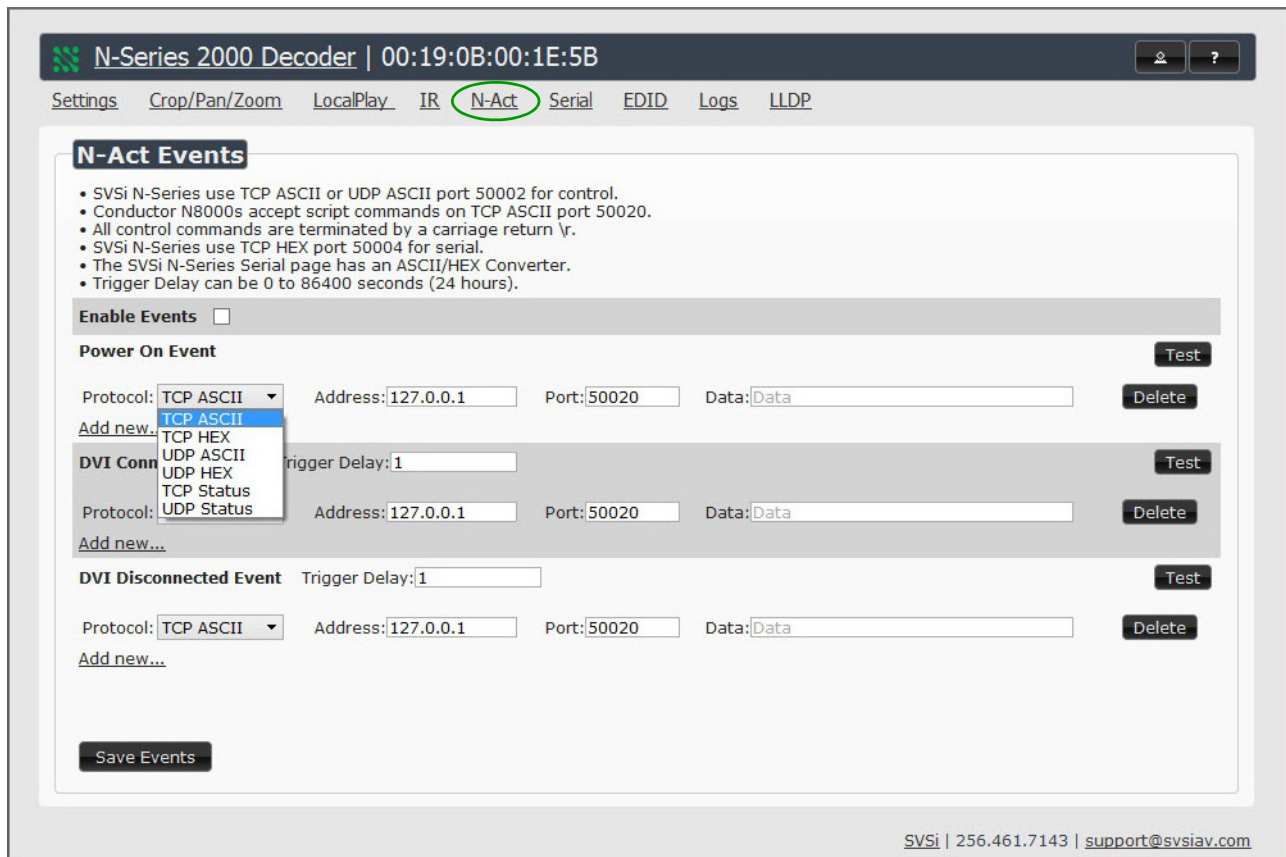 N-Series 2000 Decoder | 00:19:0B:00:1E:5B ?
Settings Crop/Pan/Zoom LocalPlay IR N-Act Serial EDID Logs LLDP
N-Act Events
• SVSi N-Series use TCP ASCII or UDP ASCII port 50002 for control.
• Conductor N8000s accept script commands on TCP ASCII port 50020.
• All control commands are terminated by a carriage return \r.
• SVSi N-Series use TCP HEX port 50004 for serial.
• The SVSi N-Series Serial page has an ASCII/HEX Converter.
• Trigger Delay can be 0 to 86400 seconds (24 hours).
Enable Events
Power On Event Test
Protocol: TCP ASCII Address: 127.0.0.1 Port: 50020 Data: Data Delete
TCP ASCII
TCP HEX
UDP ASCII
UDP HEX
TCP Status
UDP Status
Add new..
DVI Conn rigger Delay: 1 Test
Protocol: Address: 127.0.0.1 Port: 50020 Data: Data Delete
Add new...
DVI Disconnected Event Trigger Delay: 1 Test
Protocol: TCP ASCII Address: 127.0.0.1 Port: 50020 Data: Data Delete
Add new...
Save Events
SVSi | 256.461.7143 | support@svsiav.com